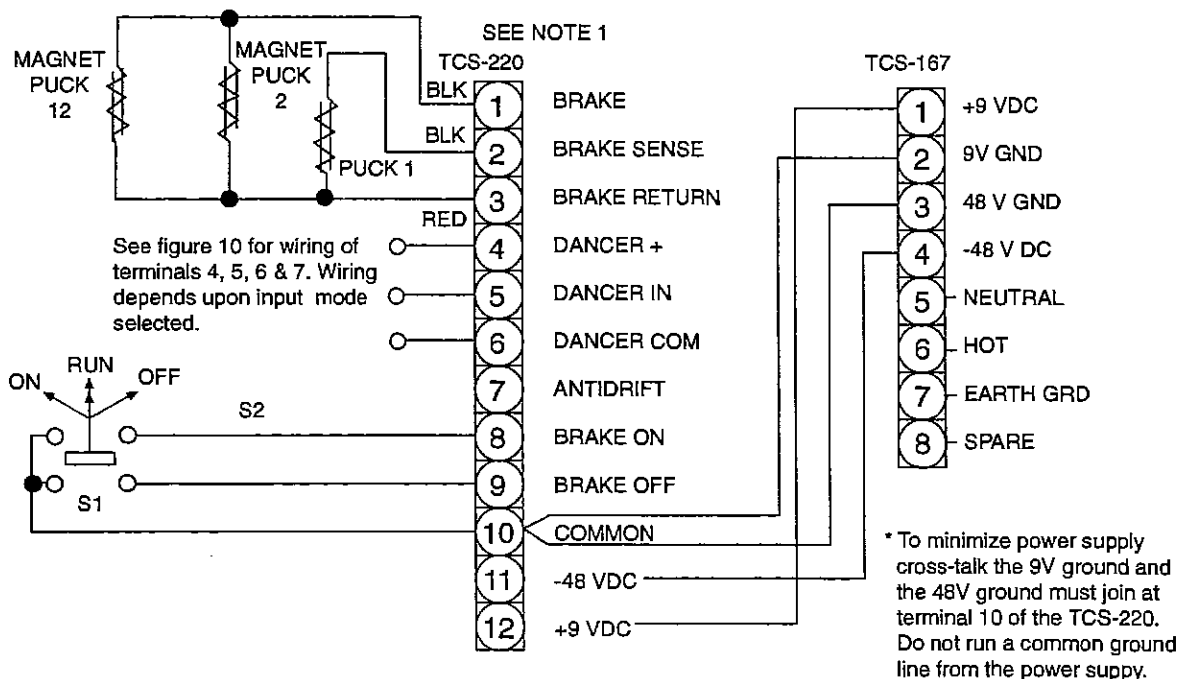 SEE NOTE 1
MAGNET
PUCK
12
MAGNET
PUCK
2
PUCK 1
TCS-220
BLK
BLK
RED
1 BRAKE
2 BRAKE SENSE
3 BRAKE RETURN
4 DANCER +
5 DANCER IN
6 DANCER COM
7 ANTIDRIFT
8 BRAKE ON
9 BRAKE OFF
10 COMMON
11 -48 VDC
12 +9 VDC
See figure 10 for wiring of
terminals 4, 5, 6 & 7. Wiring
depends upon input mode
selected.
ON
RUN
OFF
S2
S1
TCS-167
1 +9 VDC
2 9V GND
3 48 V GND
4 -48 V DC
5 NEUTRAL
6 HOT
7 EARTH GRD
8 SPARE
* To minimize power supply
cross-talk the 9V ground and
the 48V ground must join at
terminal 10 of the TCS-220.
Do not run a common ground
line from the power suppy.